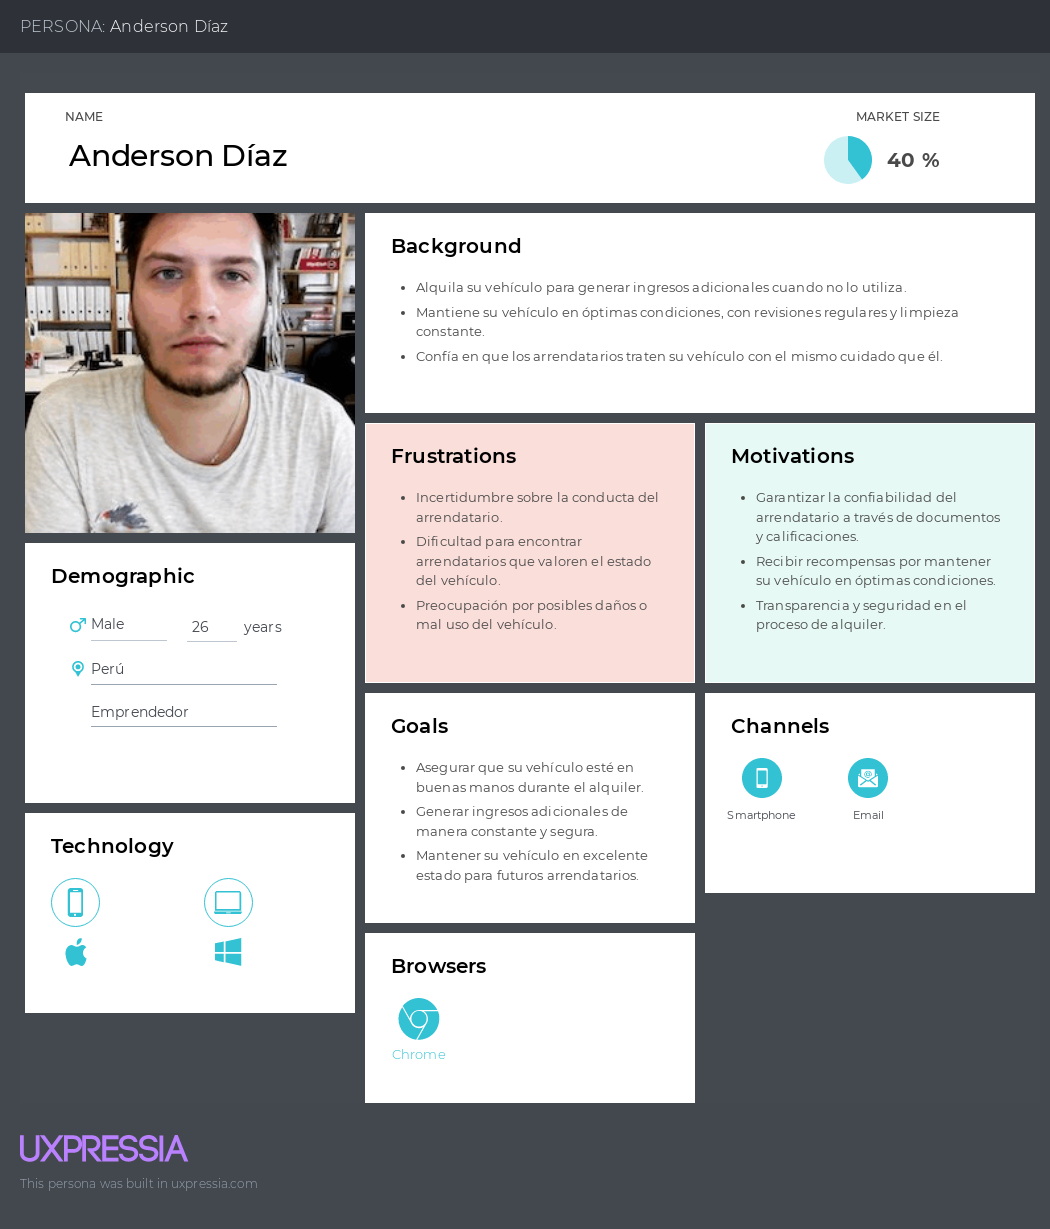 PERSONA: Anderson Díaz
NAME
Anderson Díaz
MARKET SIZE
40 %
Background
• Alquila su vehículo para generar ingresos adicionales cuando no lo utiliza.
• Mantiene su vehículo en óptimas condiciones, con revisiones regulares y limpieza
constante.
• Confía en que los arrendatarios traten su vehículo con el mismo cuidado que él.
Frustrations
• Incertidumbre sobre la conducta del
arrendatario.
• Dificultad para encontrar
arrendatarios que valoren el estado
del vehículo.
• Preocupación por posibles daños o
mal uso del vehículo.
Motivations
• Garantizar la confiabilidad del
arrendatario a través de documentos
y calificaciones.
• Recibir recompensas por mantener
su vehículo en óptimas condiciones.
• Transparencia y seguridad en el
proceso de alquiler.
Demographic
Male 26 years
Perú
Emprendedor
Goals
• Asegurar que su vehículo esté en
buenas manos durante el alquiler.
• Generar ingresos adicionales de
manera constante y segura.
• Mantener su vehículo en excelente
estado para futuros arrendatarios.
Channels
Smartphone Email
Technology
Browsers
Chrome
UXPRESSIA
This persona was built in uxpressia.com